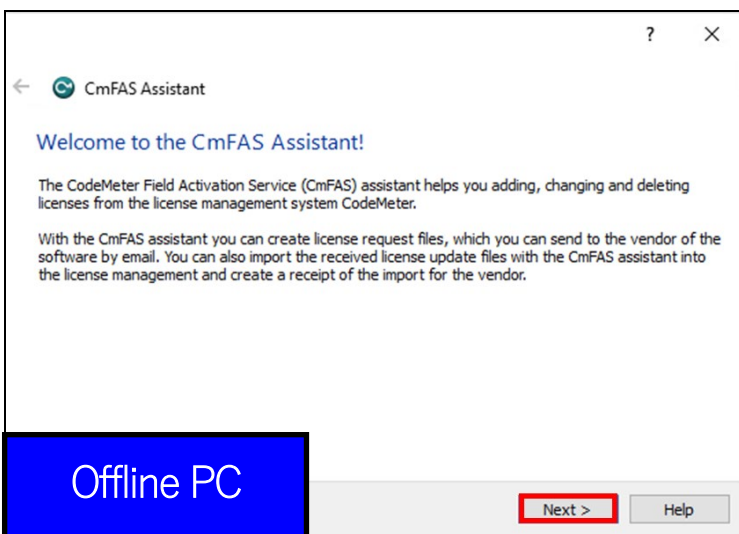 ?
CmFAS Assistant
Welcome to the CmFAS Assistant!
The CodeMeter Field Activation Service (CmFAS) assistant helps you adding, changing and deleting
licenses from the license management system CodeMeter.
With the CmFAS assistant you can create license request files, which you can send to the vendor of the
software by email. You can also import the received license update files with the CmFAS assistant into
the license management and create a receipt of the import for the vendor.
Offline PC
Next >
Help